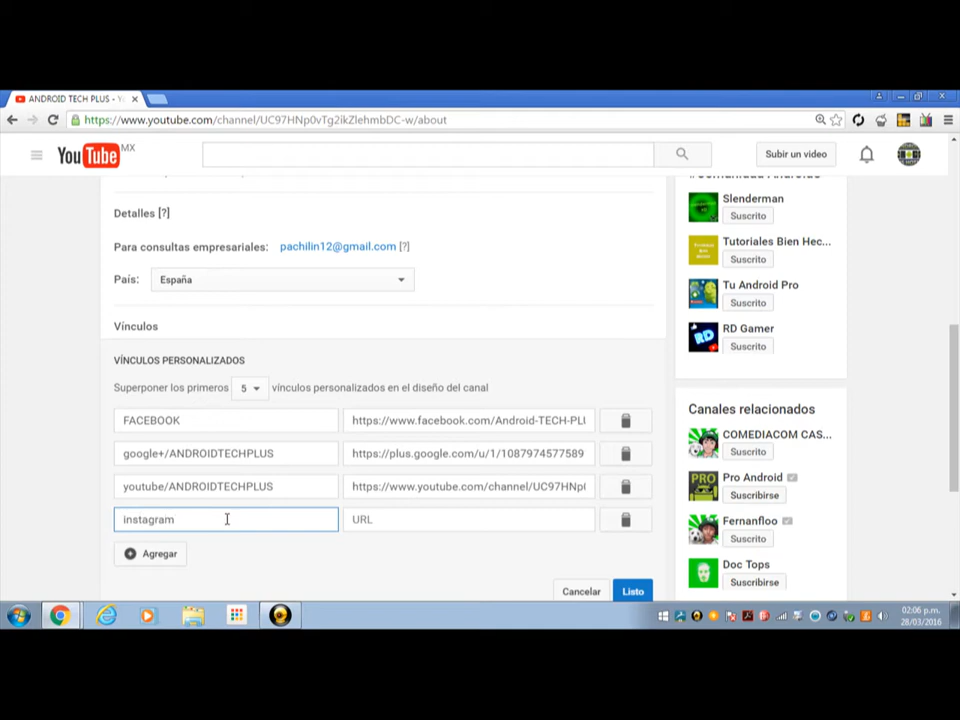 ANDROID TECH PLUS - Y
https://www.youtube.com/channel/UC97HNp0vTg2ikZlehmbDC-w/about
YouTube MX
Subir un video
Detalles [?]
Para consultas empresariales: pachilin12@gmail.com [?]
País: España
Vínculos
VÍNCULOS PERSONALIZADOS
Superponer los primeros 5 vínculos personalizados en el diseño del canal
FACEBOOK https://www.facebook.com/Android-TECH-PLU
google+/ANDROIDTECHPLUS https://plus.google.com/u/1/1087974577589
youtube/ANDROIDTECHPLUS https://www.youtube.com/channel/UC97HNp
instagram URL
Agregar
Cancelar Listo
Slenderman
Suscrito
Tutoriales Bien Hec...
Suscrito
Tu Android Pro
Suscrito
RD Gamer
Suscrito
Canales relacionados
COMEDIACOM CAS...
Suscrito
Pro Android
Suscribirse
Fernanfloo
Suscrito
Doc Tops
Suscribirse
02:06 p.m.
28/03/2016